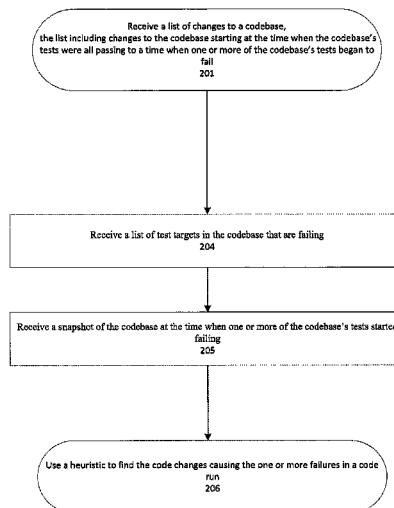 Receive a list of changes to a codebase,
the list including changes to the codebase starting at the time when the codebase's
tests were all passing to a time when one or more of the codebase's tests began to
fail
201
Receive a list of test targets in the codebase that are failing
204
Receive a snapshot of the codebase at the time when one or more of the codebase's tests started
failing
205
Use a heuristic to find the code changes causing the one or more failures in a code
run
206